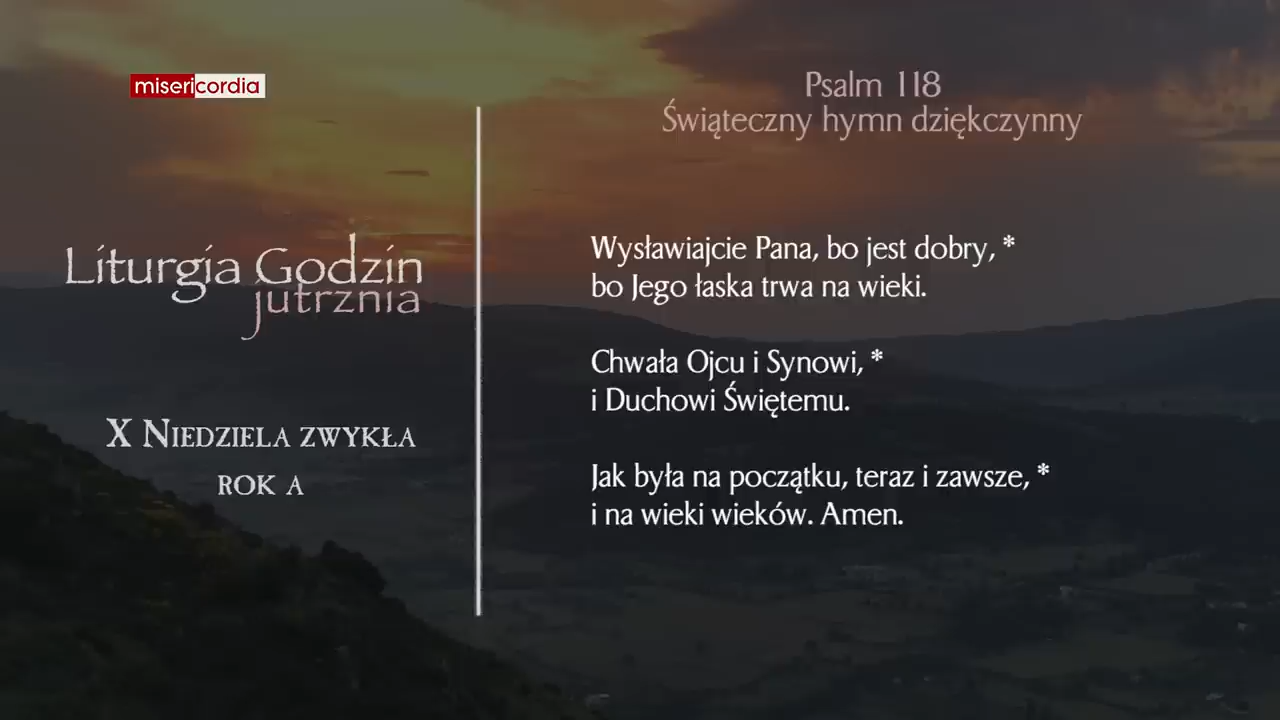 misericordia
Liturgia Godzin
jutrznia
X Niedziela zwykła
rok A
Psalm 118
Świąteczny hymn dziękczynny
Wysławiajcie Pana, bo jest dobry, *
bo Jego łaska trwa na wieki.
Chwała Ojcu i Synowi, *
i Duchowi Świętemu.
Jak była na początku, teraz i zawsze, *
i na wieki wieków. Amen.